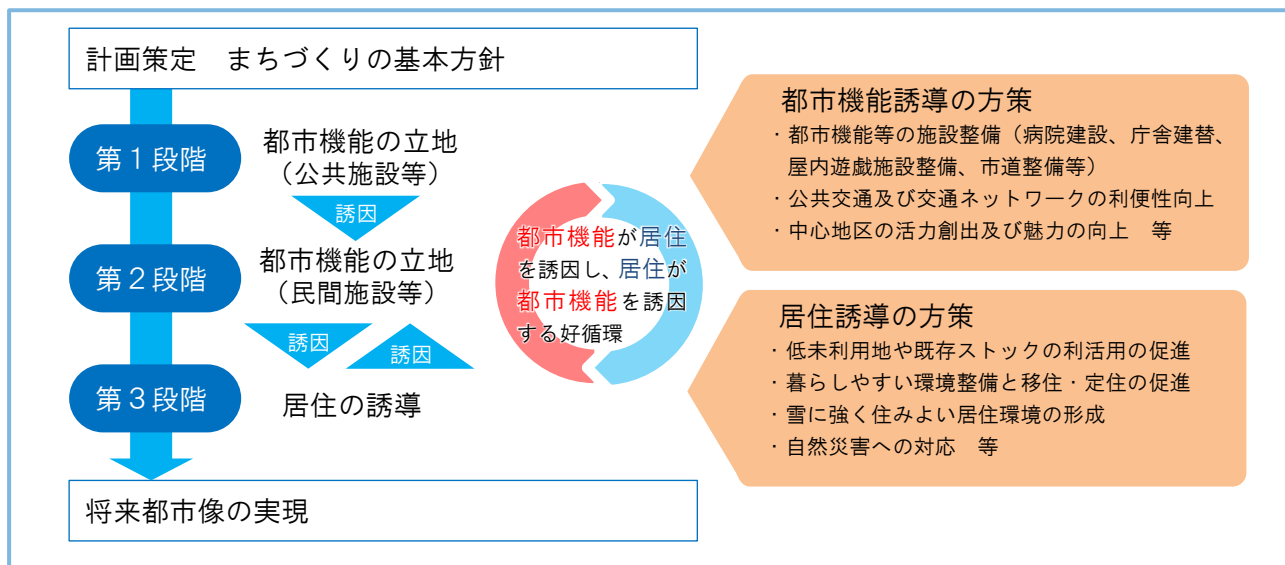 計画策定　まちづくりの基本方針
第１段階
都市機能の立地
（公共施設等）
誘因
第２段階
都市機能の立地
（民間施設等）
誘因
誘因
第３段階
居住の誘導
将来都市像の実現
都市機能が居住
を誘因し、居住が
都市機能を誘因
する好循環
都市機能誘導の方策
・都市機能等の施設整備（病院建設、庁舎建替、
屋内遊戯施設整備、市道整備等）
・公共交通及び交通ネットワークの利便性向上
・中心地区の活力創出及び魅力の向上　等
居住誘導の方策
・低未利用地や既存ストックの利活用の促進
・暮らしやすい環境整備と移住・定住の促進
・雪に強く住みよい居住環境の形成
・自然災害への対応　等